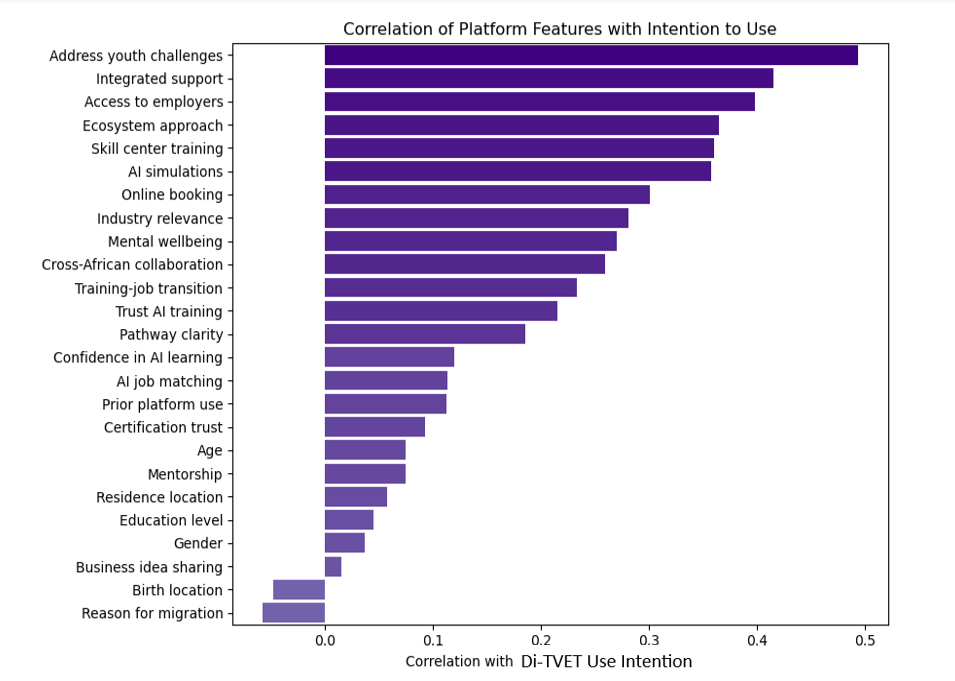 Correlation of Platform Features with Intention to Use
Address youth challenges
Integrated support
Access to employers
Ecosystem approach
Skill center training
AI simulations
Online booking
Industry relevance
Mental wellbeing
Cross-African collaboration
Training-job transition
Trust AI training
Pathway clarity
Confidence in AI learning
AI job matching
Prior platform use
Certification trust
Age
Mentorship
Residence location
Education level
Gender
Business idea sharing
Birth location
Reason for migration
0.0 0.1 0.2 0.3 0.4 0.5
Correlation with Di-TVET Use Intention